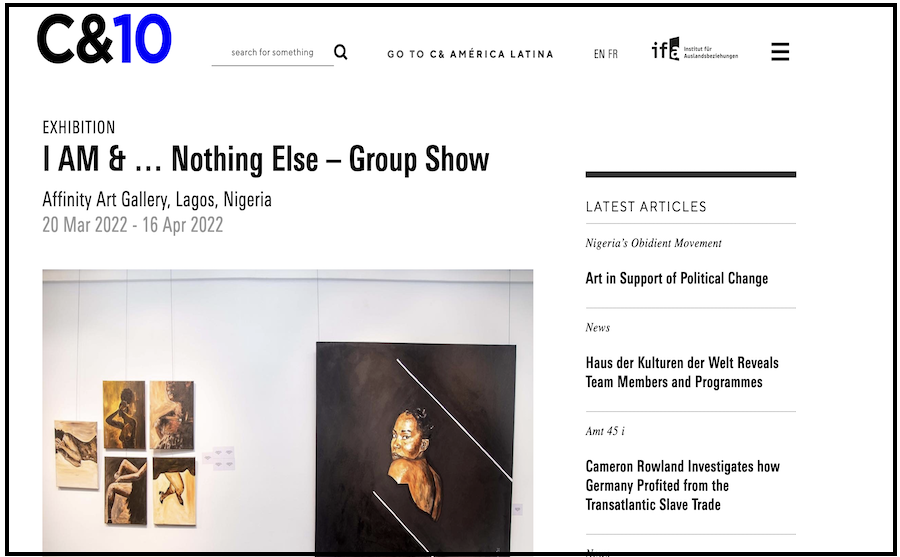 C&10
search for something
GO TO C& AMÉRICA LATINA
EN FR
ifa Institut für
Auslandsbeziehungen
EXHIBITION
I AM & … Nothing Else – Group Show
Affinity Art Gallery, Lagos, Nigeria
20 Mar 2022 - 16 Apr 2022
LATEST ARTICLES
Nigeria's Obidient Movement
Art in Support of Political Change
News
Haus der Kulturen der Welt Reveals
Team Members and Programmes
Amt 45 i
Cameron Rowland Investigates how
Germany Profited from the
Transatlantic Slave Trade